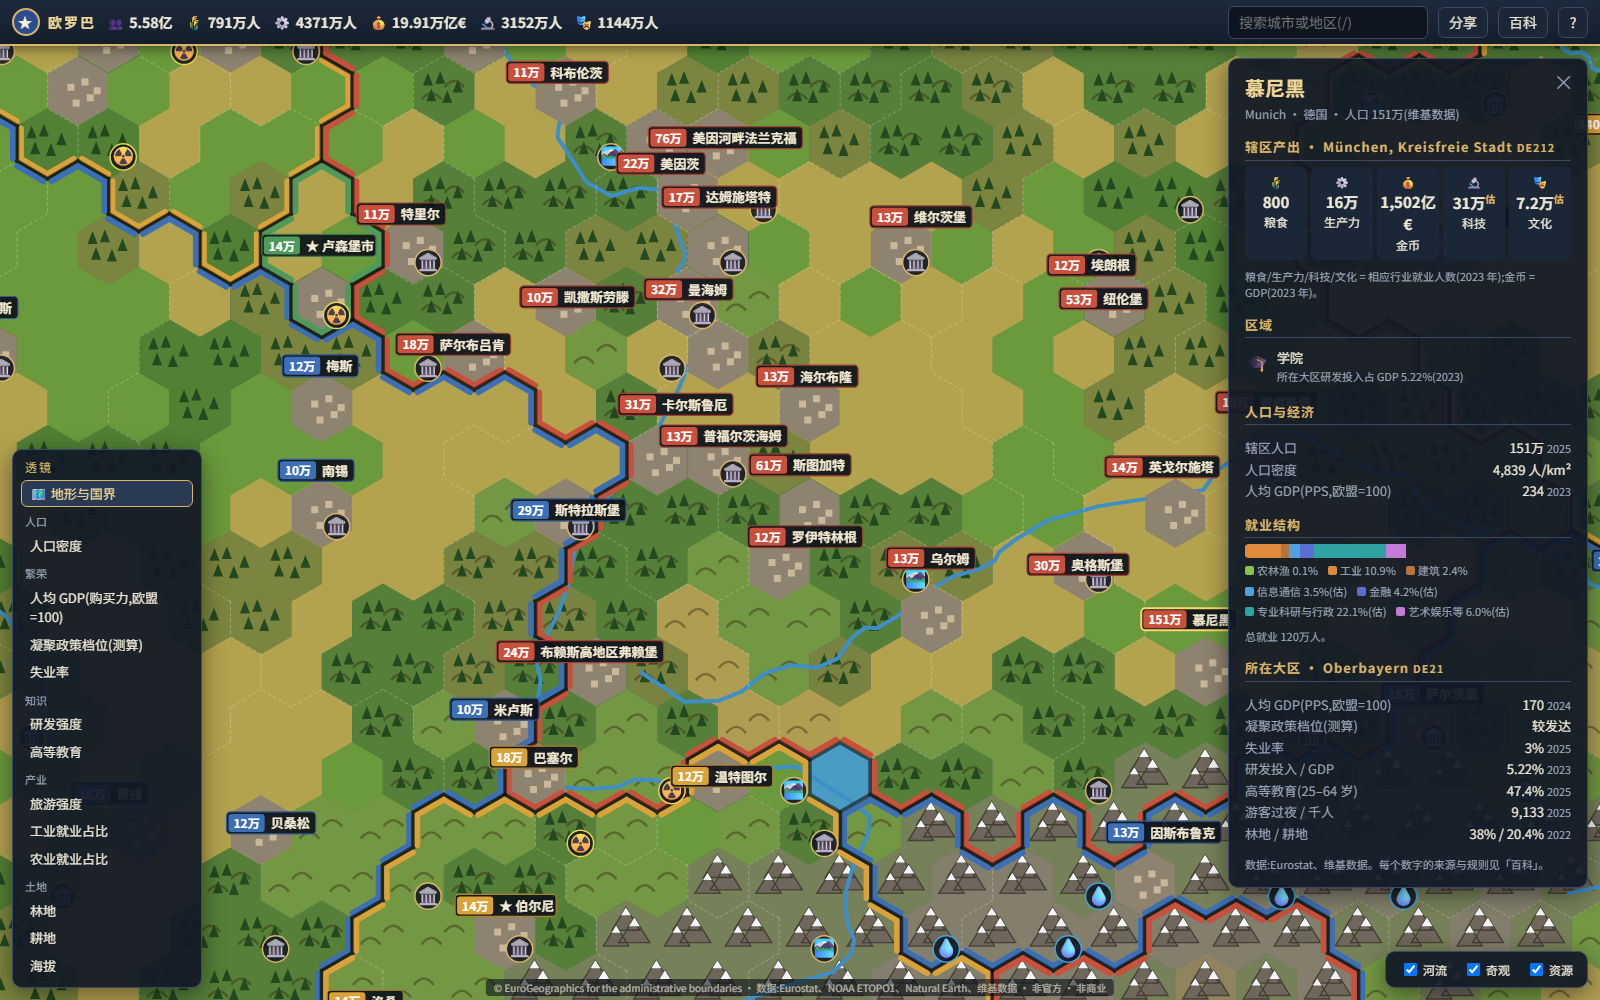 欧罗巴 5.58亿 791万人 4371万人 19.91万亿€ 3152万人 1144万人
搜索城市或地区(/) 分享 百科 ?
11万 科布伦茨
76万 美因河畔法兰克福
22万 美因茨
17万 达姆施塔特
11万 特里尔
13万 维尔茨堡
14万 ★ 卢森堡市
12万 埃朗根
32万 曼海姆
10万 凯撒斯劳滕
53万 纽伦堡
斯
18万 萨尔布吕肯
12万 梅斯
13万 海尔布隆
31万 卡尔斯鲁厄
13万 普福尔茨海姆
61万 斯图加特
14万 英戈尔施塔
10万 南锡
29万 斯特拉斯堡
12万 罗伊特林根
13万 乌尔姆
30万 奥格斯堡
151万 慕尼黑
24万 布赖斯高地区弗赖堡
10万 米卢斯
18万 巴塞尔
12万 温特图尔
12万 贝桑松
13万 因斯布鲁克
14万 ★ 伯尔尼
16万 萨尔茨堡
透镜
地形与国界
人口
人口密度
繁荣
人均 GDP(购买力,欧盟
=100)
凝聚政策档位(测算)
失业率
知识
研发强度
高等教育
产业
旅游强度
工业就业占比
农业就业占比
土地
林地
耕地
海拔
慕尼黑
Munich • 德国 • 人口 151万(维基数据)
辖区产出 • München, Kreisfreie Stadt DE212
800 16万 1,502亿 31万估 7.2万估
€
粮食 生产力 金币 科技 文化
粮食/生产力/科技/文化 = 相应行业就业人数(2023 年);金币 =
GDP(2023 年)。
区域
学院
所在大区研发投入占 GDP 5.22%(2023)
人口与经济
辖区人口 151万 2025
人口密度 4,839 人/km²
人均 GDP(PPS,欧盟=100) 234 2023
就业结构
农林渔 0.1% 工业 10.9% 建筑 2.4%
信息通信 3.5%(估) 金融 4.2%(估)
专业科研与行政 22.1%(估) 艺术娱乐等 6.0%(估)
总就业 120万人。
所在大区 • Oberbayern DE21
人均 GDP(PPS,欧盟=100) 170 2024
凝聚政策档位(测算) 较发达
失业率 3% 2025
研发投入 / GDP 5.22% 2023
高等教育(25–64 岁) 47.4% 2025
游客过夜 / 千人 9,133 2025
林地 / 耕地 38% / 20.4% 2022
数据:Eurostat、维基数据。每个数字的来源与规则见「百科」。
河流 奇观 资源
© EuroGeographics for the administrative boundaries • 数据:Eurostat、NOAA ETOPO1、Natural Earth、维基数据 • 非官方 • 非商业